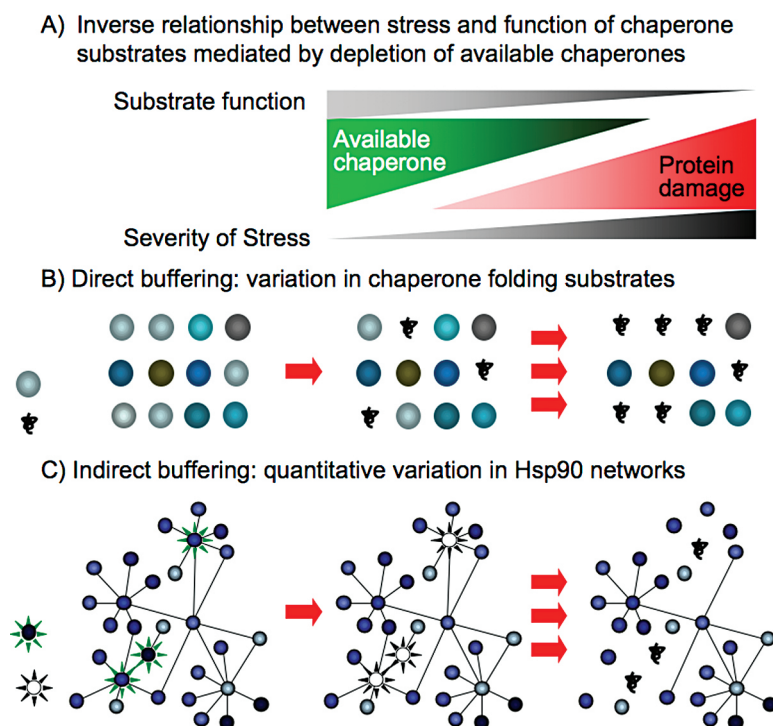 A) Inverse relationship between stress and function of chaperone
substrates mediated by depletion of available chaperones
Substrate function
Available
chaperone
Protein
damage
Severity of Stress
B) Direct buffering: variation in chaperone folding substrates
C) Indirect buffering: quantitative variation in Hsp90 networks